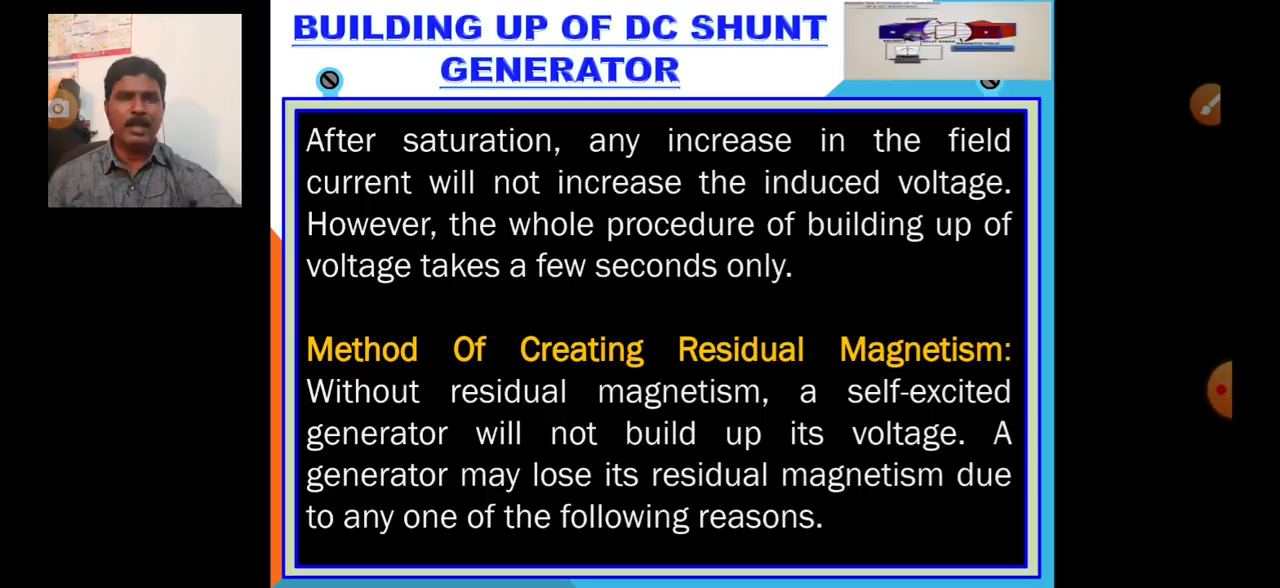 BUILDING UP OF DC SHUNT
GENERATOR
After saturation, any increase in the field
current will not increase the induced voltage.
However, the whole procedure of building up of
voltage takes a few seconds only.
Method Of Creating Residual Magnetism:
Without residual magnetism, a self-excited
generator will not build up its voltage. A
generator may lose its residual magnetism due
to any one of the following reasons.